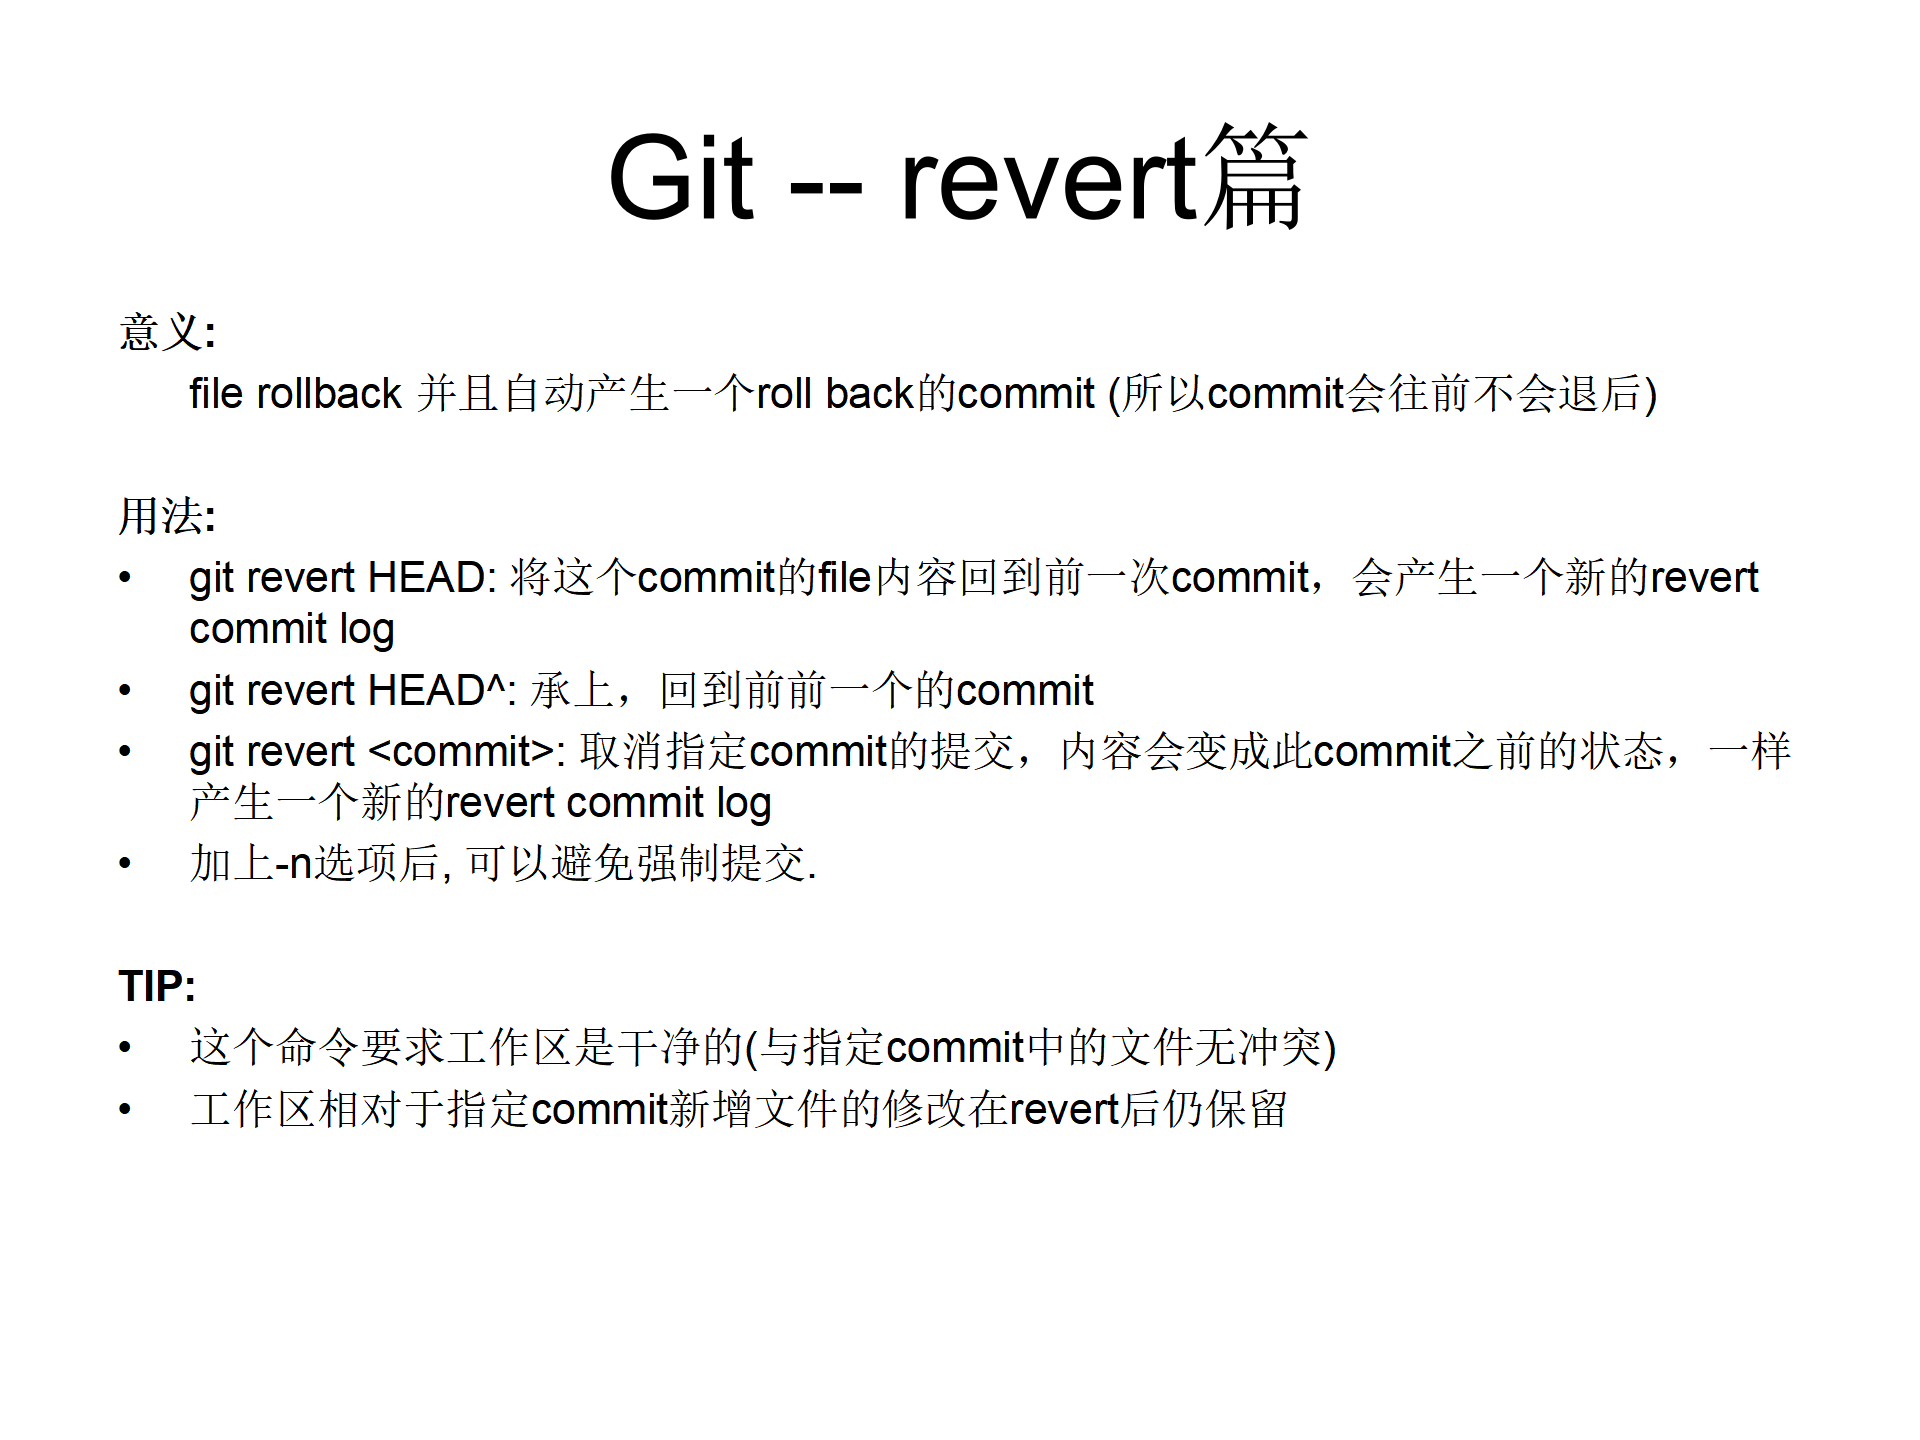 Git -- revert篇
意义:
file rollback 并且自动产生一个roll back的commit (所以commit会往前不会退后)
用法:
• git revert HEAD: 将这个commit的file内容回到前一次commit，会产生一个新的revert
commit log
• git revert HEAD^: 承上，回到前前一个的commit
• git revert <commit>: 取消指定commit的提交，内容会变成此commit之前的状态，一样
产生一个新的revert commit log
• 加上-n选项后, 可以避免强制提交.
TIP:
• 这个命令要求工作区是干净的(与指定commit中的文件无冲突)
• 工作区相对于指定commit新增文件的修改在revert后仍保留